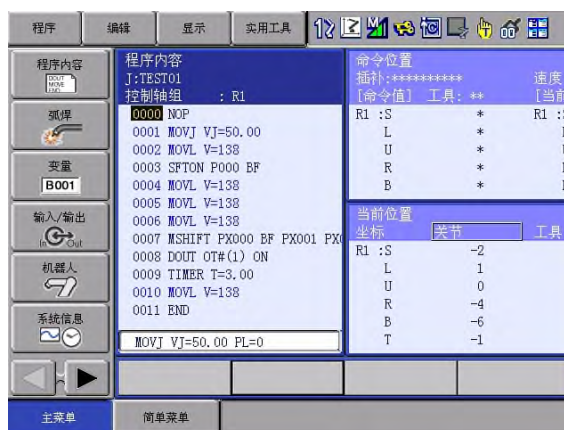 程序 编辑 显示 实用工具
程序内容
DOUT
MOVE
END
弧焊
变量
B001
输入/输出
In Out
机器人
系统信息
程序内容
J:TEST01
控制轴组 : R1
0000 NOP
0001 MOVJ VJ=50.00
0002 MOVL V=138
0003 SFTON P000 BF
0004 MOVL V=138
0005 MOVL V=138
0006 MOVL V=138
0007 MSHIFT PX000 BF PX001 PX
0008 DOUT OT#(1) ON
0009 TIMER T=3.00
0010 MOVL V=138
0011 END
MOVJ VJ=50.00 PL=0
命令位置
插补:********** 速度
[命令值] 工具: ** [当前
R1 :S * R1 :S
L *
U *
R *
B *
当前位置
坐标 关节 工具
R1 :S -2
L 1
U 0
R -4
B -6
T -1
主菜单 简单菜单